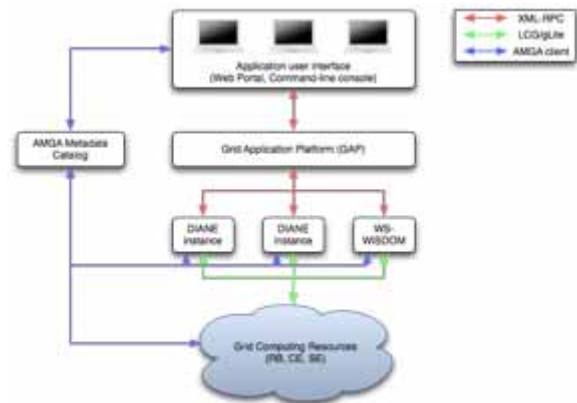 XML-RPC
LCG/gLite
AMGA client
Application user interface
(Web Portal, Command-line console)
AMGA Metadata
Catalog
Grid Application Platform (GAP)
DIANE
instance
DIANE
instance
WS-
WISDOM
Grid Computing Resources
(RB, CE, SE)